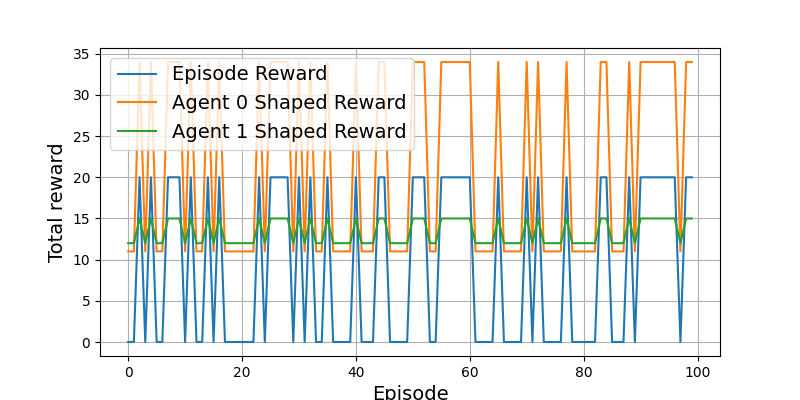 35
30
25
20
15
10
5
0
Total reward
Episode Reward
Agent 0 Shaped Reward
Agent 1 Shaped Reward
0 20 40 60 80 100
Episode